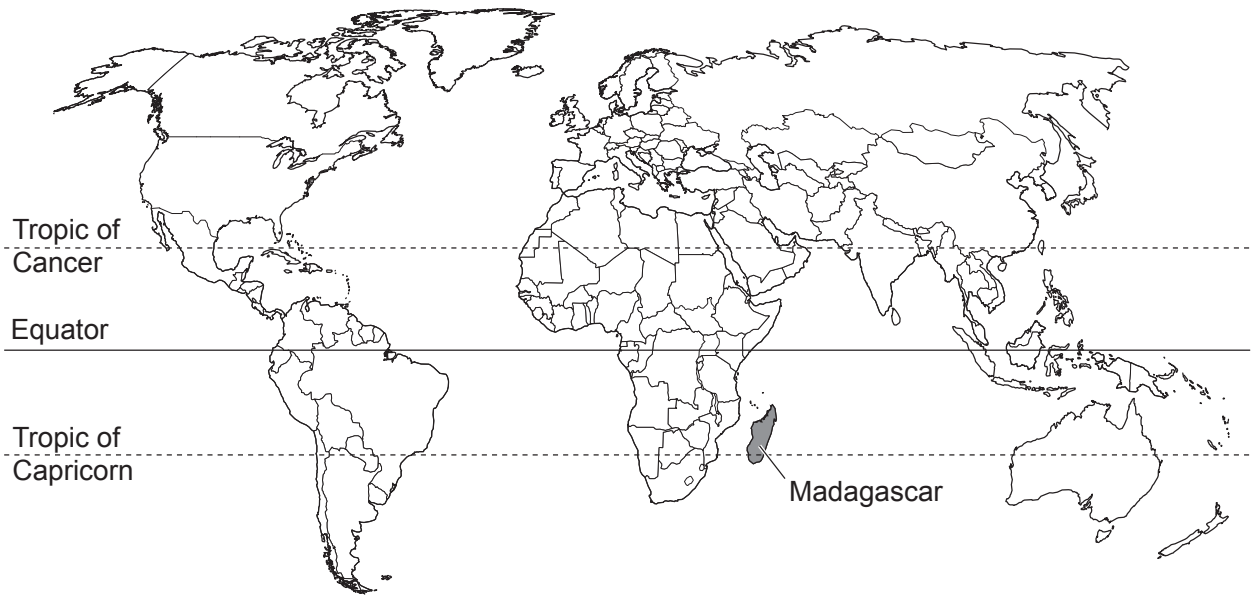 Tropic of
Cancer
Equator
Tropic of
Capricorn
Madagascar